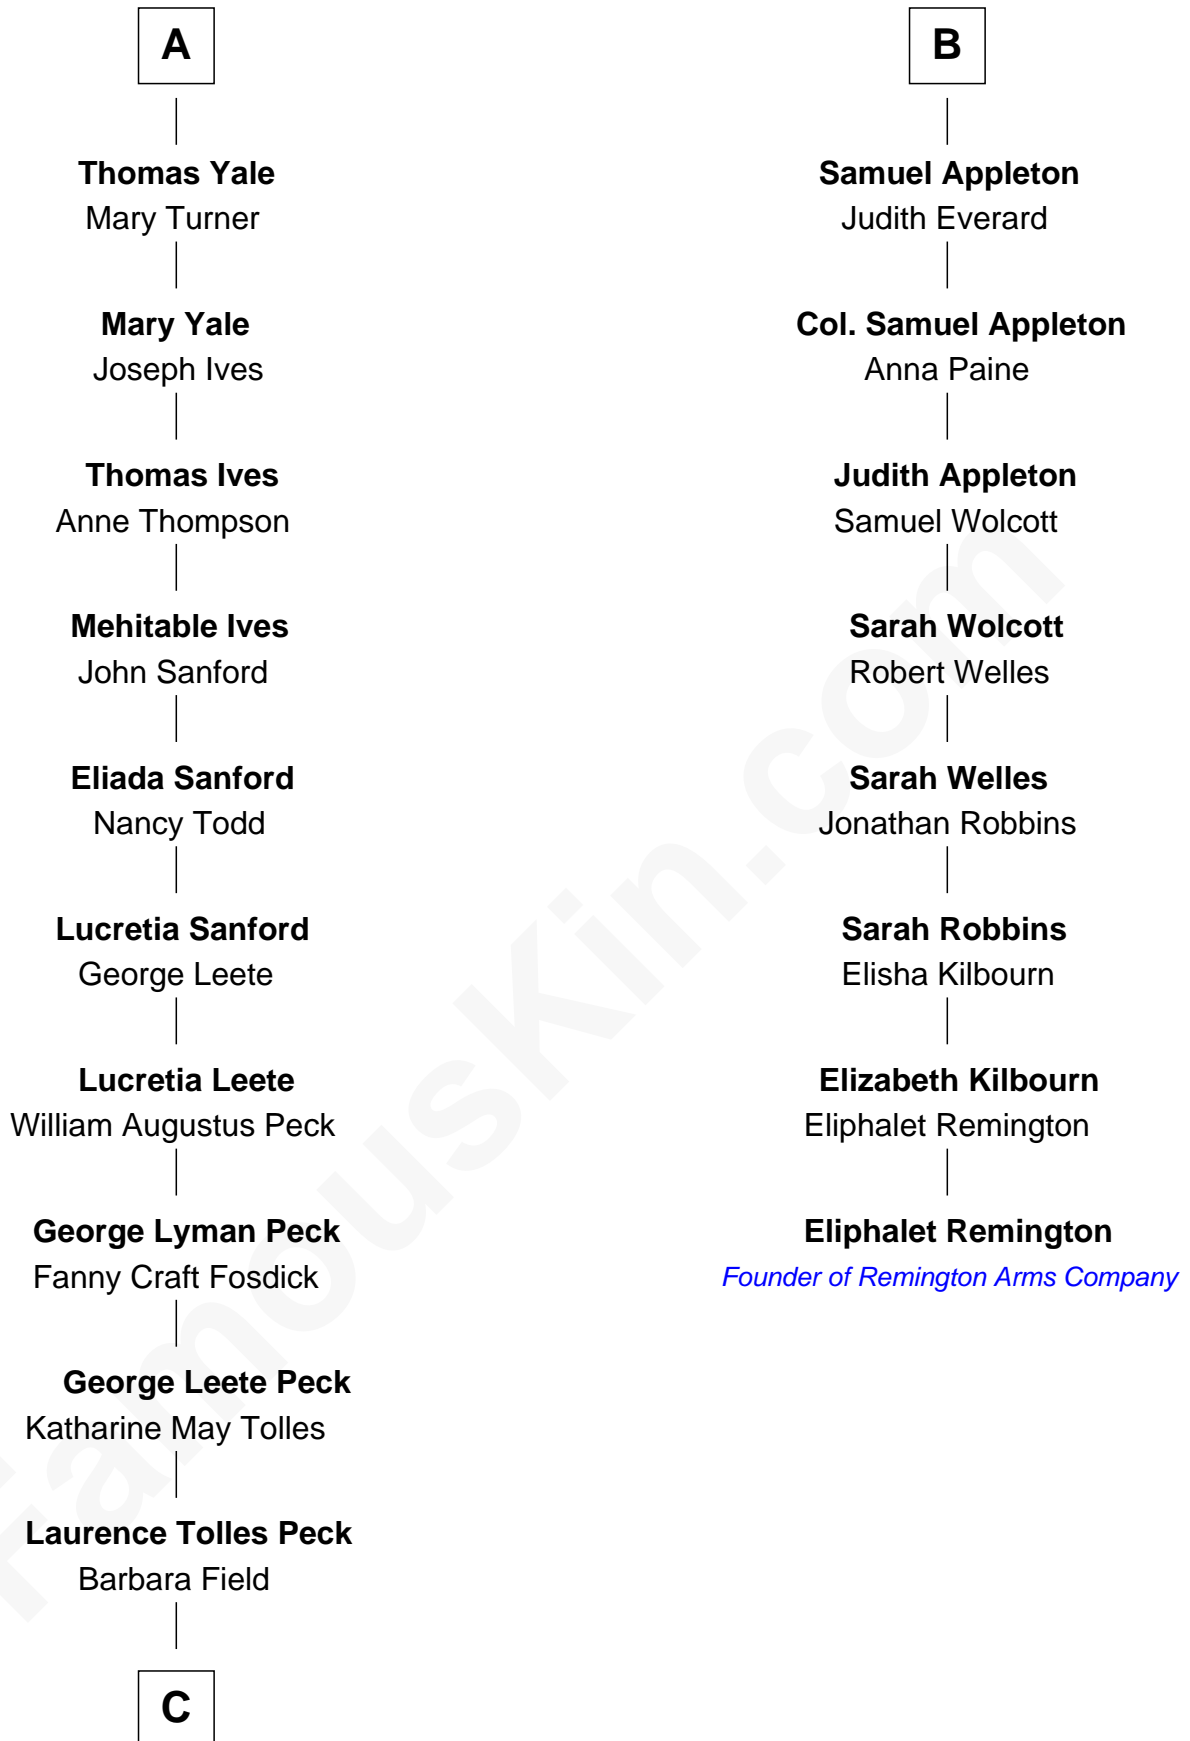 A
Thomas Yale
Mary Turner
Mary Yale
Joseph Ives
Thomas Ives
Anne Thompson
Mehitable Ives
John Sanford
Eliada Sanford
Nancy Todd
Lucretia Sanford
George Leete
Lucretia Leete
William Augustus Peck
George Lyman Peck
Fanny Craft Fosdick
George Leete Peck
Katharine May Tolles
Laurence Tolles Peck
Barbara Field
C
B
Samuel Appleton
Judith Everard
Col. Samuel Appleton
Anna Paine
Judith Appleton
Samuel Wolcott
Sarah Wolcott
Robert Welles
Sarah Welles
Jonathan Robbins
Sarah Robbins
Elisha Kilbourn
Elizabeth Kilbourn
Eliphalet Remington
Eliphalet Remington
Founder of Remington Arms Company
FamousKin.com